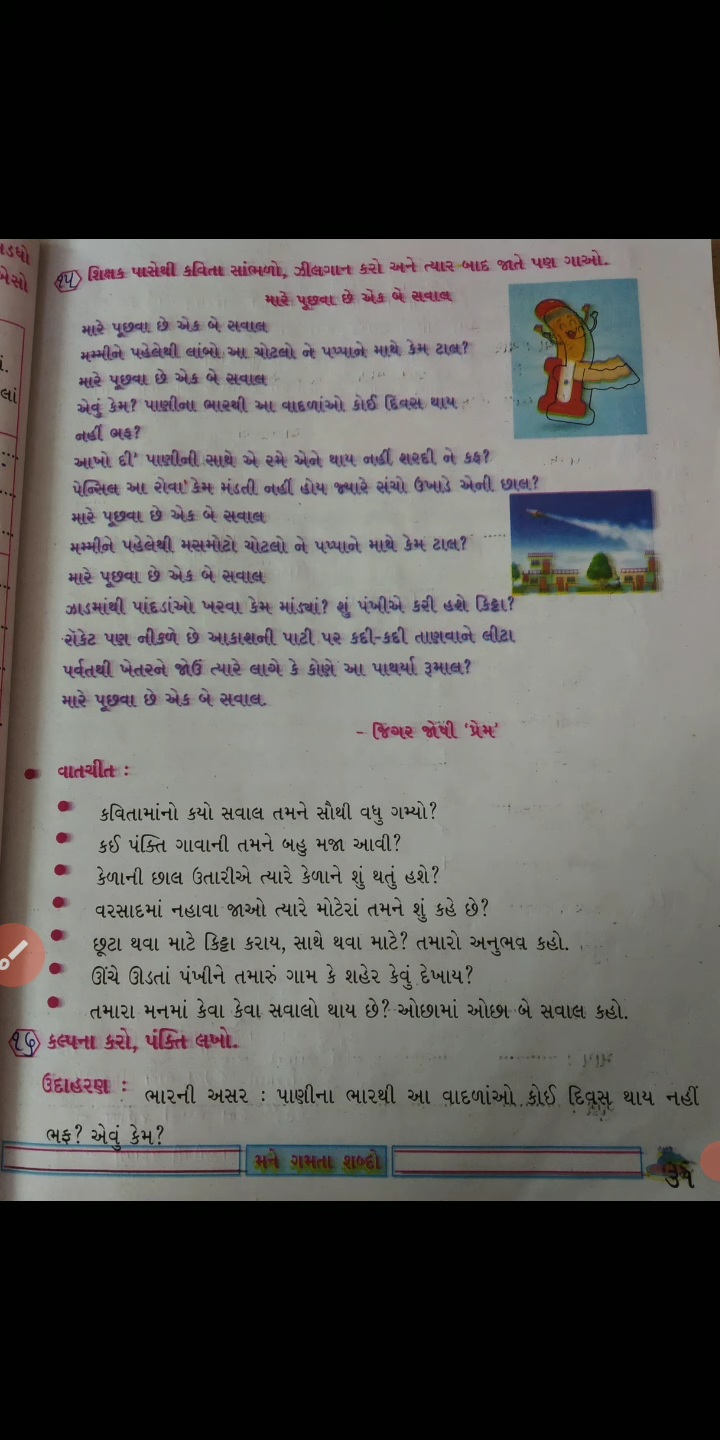 ડધો
બેસો
ં.
લાં
૧૫ શિક્ષક પાસેથી કવિતા સાંભળો, ઝીલગાન કરો અને ત્યાર બાદ જાતે પણ ગાઓ.
મારે પૂછવા છે એક બે સવાલ
મારે પૂછવા છે એક બે સવાલ
મમ્મીને પહેલેથી લાંબો આ ચોટલો ને પપ્પાને માથે કેમ ટાલ?
મારે પૂછવા છે એક બે સવાલ
એવું કેમ? પાણીના ભારથી આ વાદળાંઓ કોઈ દિવસ થાય
નહીં ભફ?
આખો દી' પાણીની સાથે એ રમે એને થાય નહીં શરદી ને કફ?
પેન્સિલ આ રોવા' કેમ મંડતી નહીં હોય જ્યારે સંચો ઉખાડે એની છાલ?
મારે પૂછવા છે એક બે સવાલ
મમ્મીને પહેલેથી મસમોટો ચોટલો ને પપ્પાને માથે કેમ ટાલ?
મારે પૂછવા છે એક બે સવાલ
ઝાડમાંથી પાંદડાંઓ ખરવા કેમ માંડ્યાં? શું પંખીએ કરી હશે કિટ્ટા?
રૉકેટ પણ નીકળે છે આકાશની પાટી પર કદી-કદી તાણવાને લીટા
પર્વતથી ખેતરને જોઉં ત્યારે લાગે કે કોણે આ પાથર્યા રૂમાલ?
મારે પૂછવા છે એક બે સવાલ.
- જિગર જોષી 'પ્રેમ'
વાતચીત :
કવિતામાંનો કયો સવાલ તમને સૌથી વધુ ગમ્યો?
કઈ પંક્તિ ગાવાની તમને બહુ મજા આવી?
કેળાની છાલ ઉતારીએ ત્યારે કેળાને શું થતું હશે?
વરસાદમાં નહાવા જાઓ ત્યારે મોટેરાં તમને શું કહે છે?
છૂટા થવા માટે કિટ્ટા કરાય, સાથે થવા માટે? તમારો અનુભવ કહો.
ઊંચે ઊડતાં પંખીને તમારું ગામ કે શહેર કેવું દેખાય?
તમારા મનમાં કેવા કેવા સવાલો થાય છે? ઓછામાં ઓછા બે સવાલ કહો.
૧૬ કલ્પના કરો, પંક્તિ લખો.
ઉદાહરણ : ભારની અસર : પાણીના ભારથી આ વાદળાંઓ કોઈ દિવસ થાય નહીં
ભફ? એવું કેમ?
મને ગમતા શબ્દો
૩૧